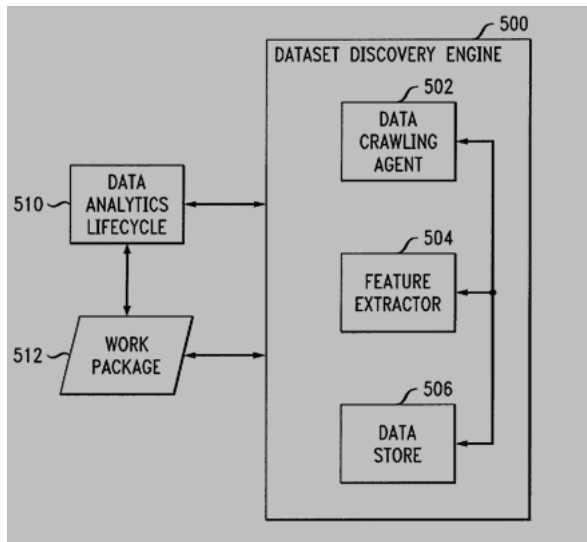 500
DATASET DISCOVERY ENGINE
502
DATA
CRAWLING
AGENT
510
DATA
ANALYTICS
LIFECYCLE
504
FEATURE
EXTRACTOR
512
WORK
PACKAGE
506
DATA
STORE